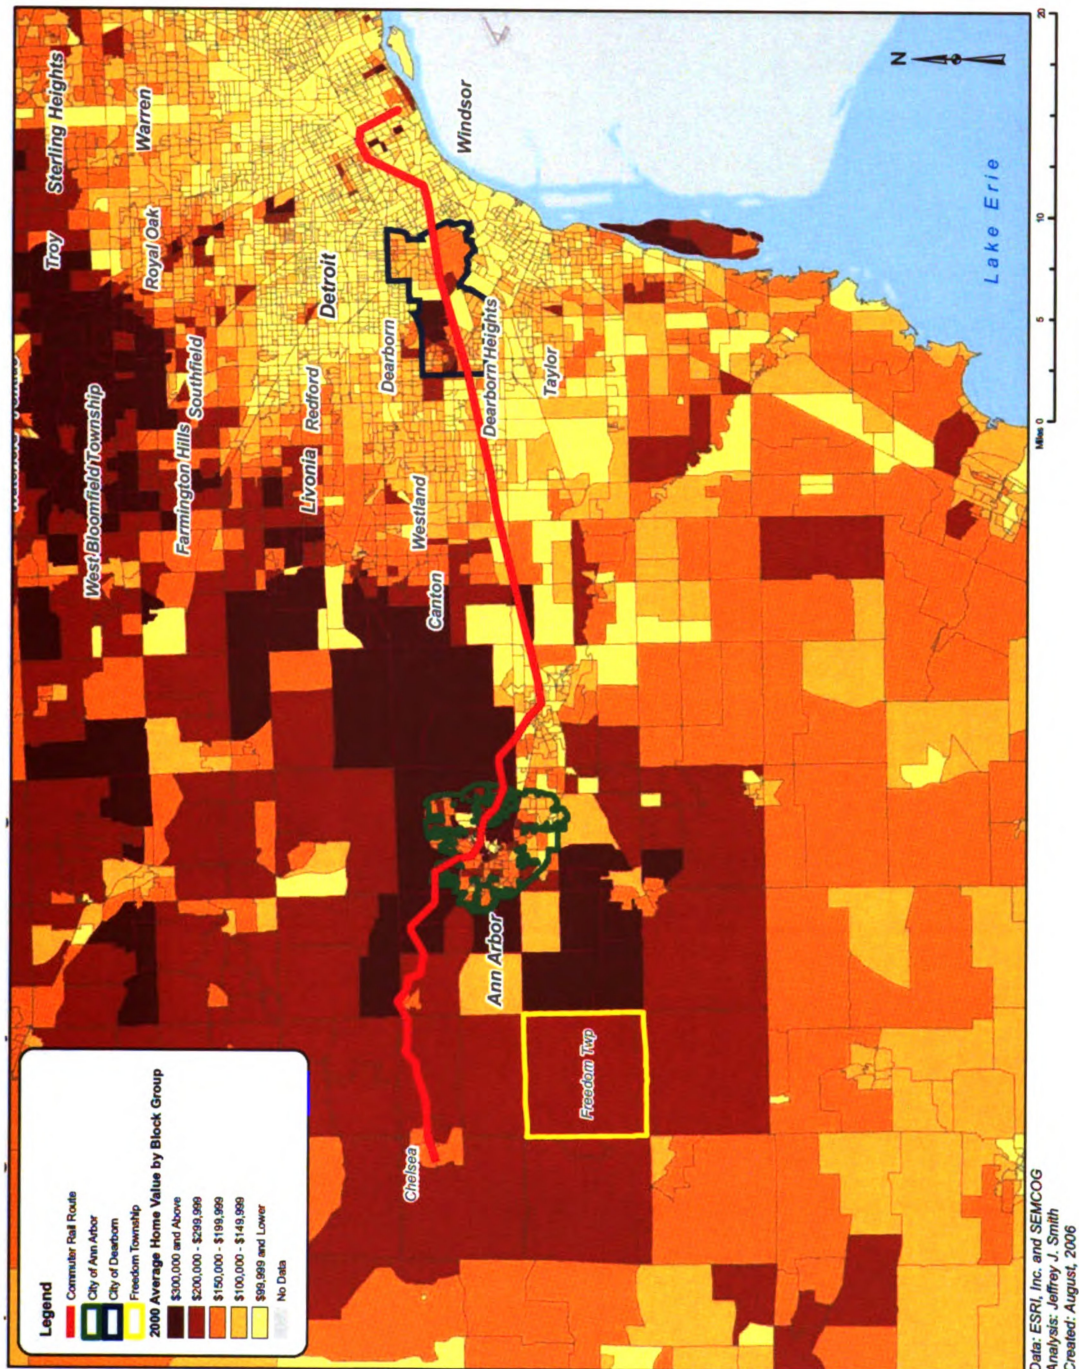 Legend
Commuter Rail Route
City of Ann Arbor
City of Dearborn
Freedom Township
2000 Average Home Value by Block Group
$300,000 and Above
$200,000 - $299,999
$150,000 - $199,999
$100,000 - $149,999
$99,999 and Lower
No Data
Troy
Sterling Heights
West Bloomfield Township
Royal Oak
Warren
Farmington Hills
Southfield
Livonia
Redford
Detroit
Dearborn
Westland
Canton
Dearborn Heights
Windsor
Taylor
Chelsea
Ann Arbor
Freedom Twp
Lake Erie
N
Miles 0 5 10 20
Data: ESRI, Inc. and SEMCOG
Analysis: Jeffrey J. Smith
Created: August, 2006